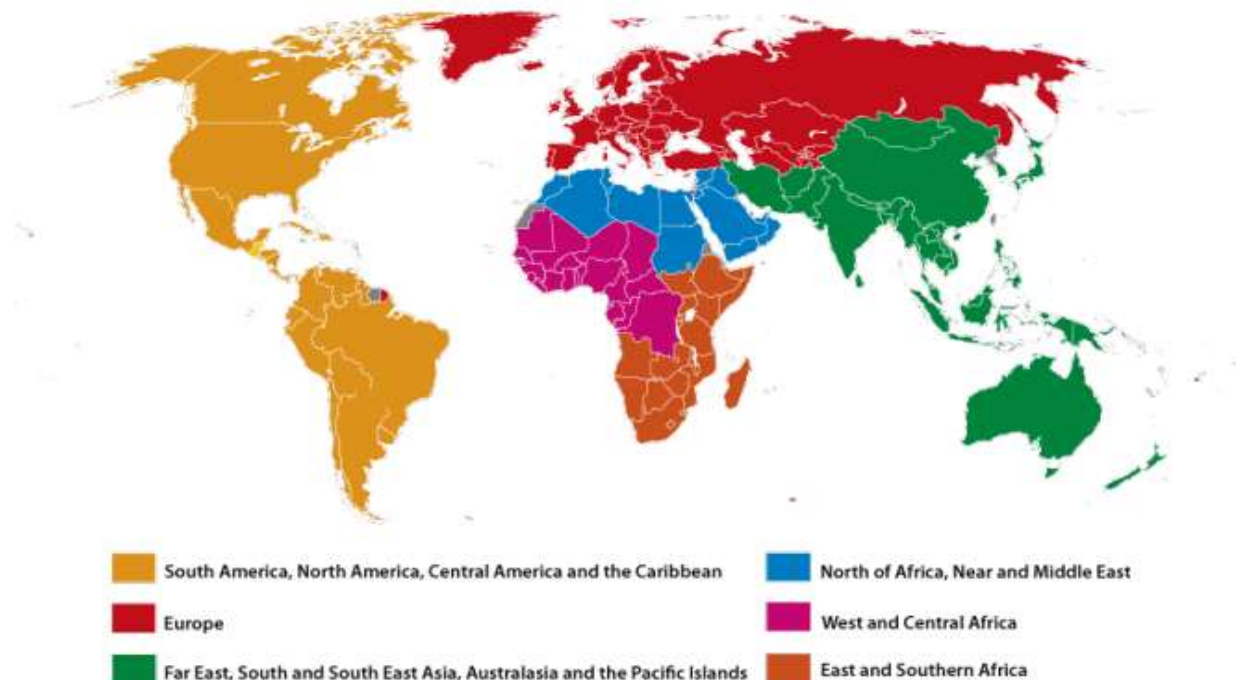 South America, North America, Central America and the Caribbean
North of Africa, Near and Middle East
Europe
West and Central Africa
Far East, South and South East Asia, Australasia and the Pacific Islands
East and Southern Africa